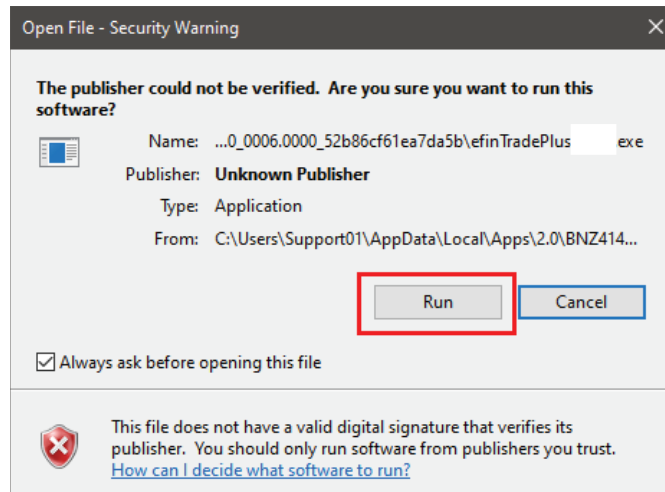 Open File - Security Warning
The publisher could not be verified. Are you sure you want to run this
software?
Name: ...0_0006.0000_52b86cf61ea7da5b\efinTradePlus exe
Publisher: Unknown Publisher
Type: Application
From: C:\Users\Support01\AppData\Local\Apps\2.0\BNZ414...
Run Cancel
Always ask before opening this file
This file does not have a valid digital signature that verifies its
publisher. You should only run software from publishers you trust.
How can I decide what software to run?